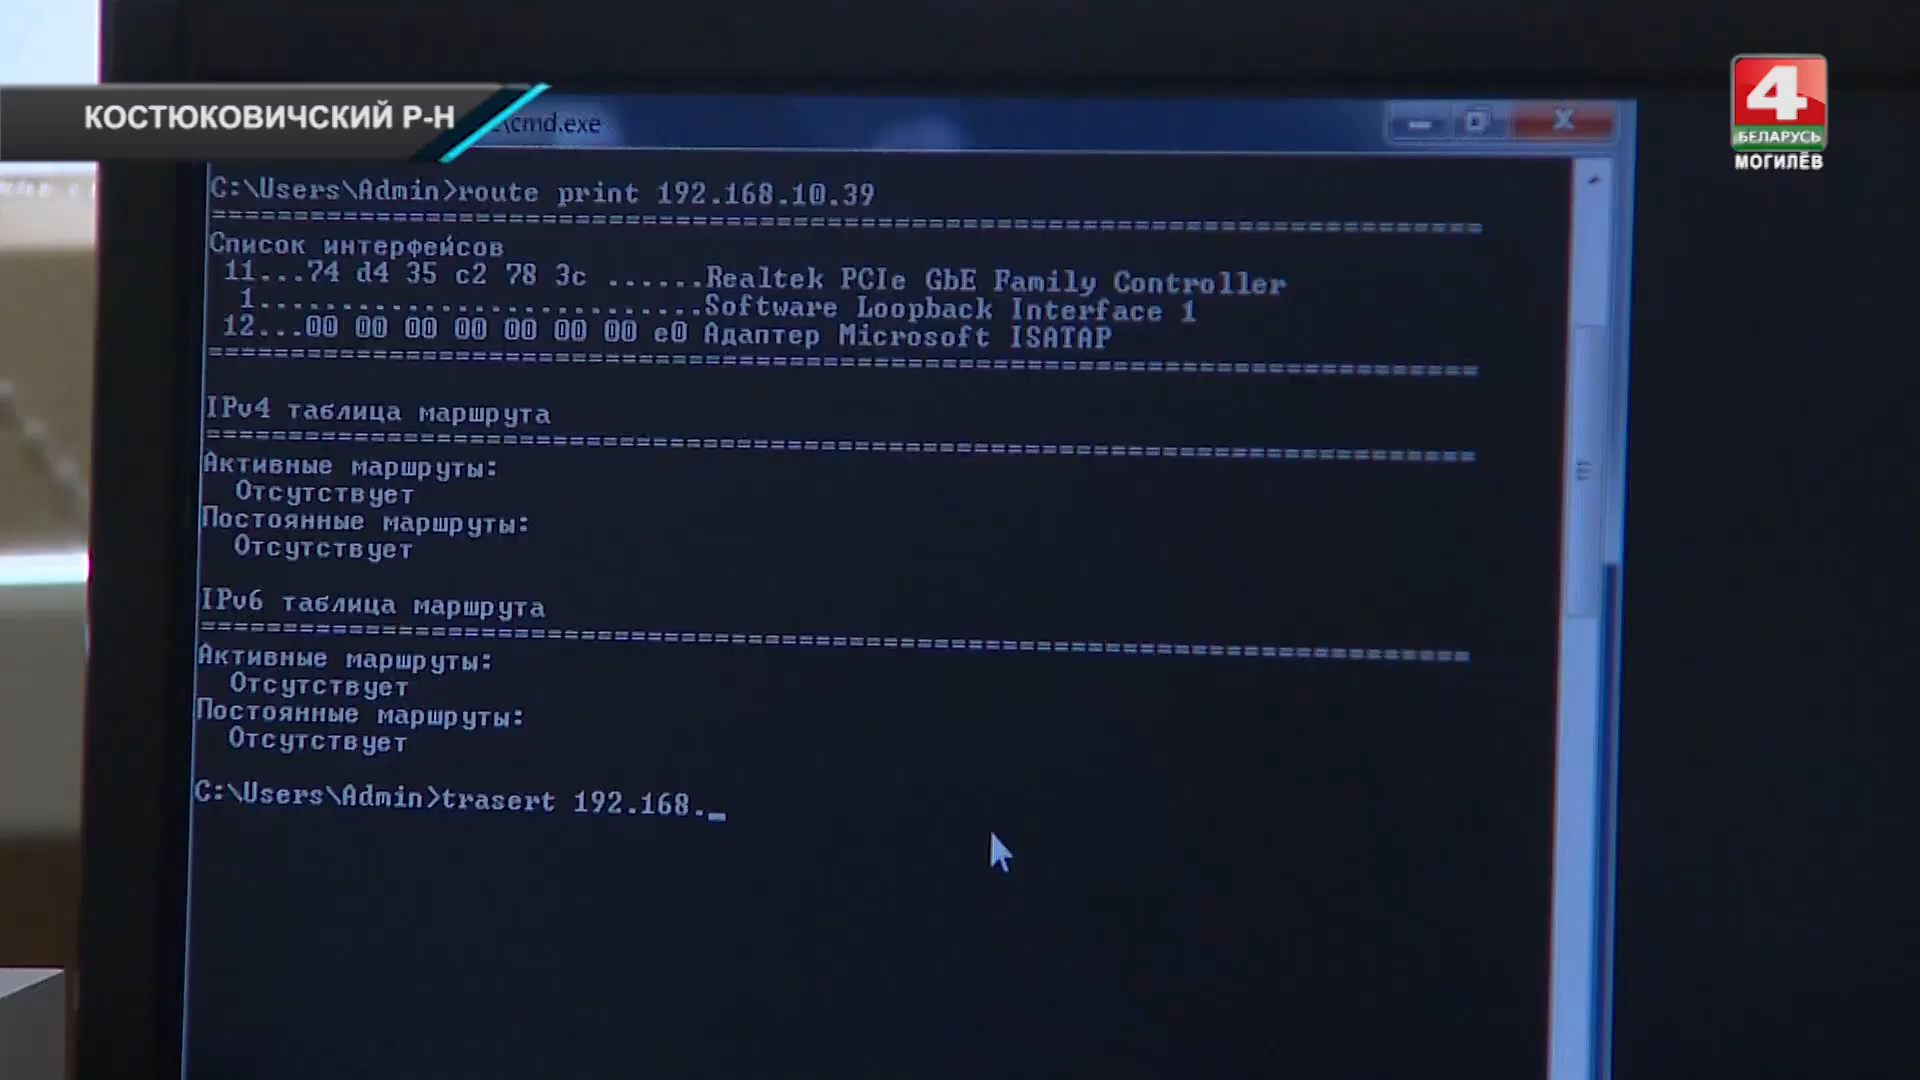 КОСТЮКОВИЧСКИЙ Р-Н
4
БЕЛАРУСЬ
МОГИЛЁВ
\cmd.exe
C:\Users\Admin>route print 192.168.10.39
===========================================================================
Список интерфейсов
11...74 d4 35 c2 78 3c ......Realtek PCIe GbE Family Controller
1...........................Software Loopback Interface 1
12...00 00 00 00 00 00 00 e0 Адаптер Microsoft ISATAP
===========================================================================
IPv4 таблица маршрута
===========================================================================
Активные маршруты:
Отсутствует
Постоянные маршруты:
Отсутствует
IPv6 таблица маршрута
===========================================================================
Активные маршруты:
Отсутствует
Постоянные маршруты:
Отсутствует
C:\Users\Admin>trasert 192.168._